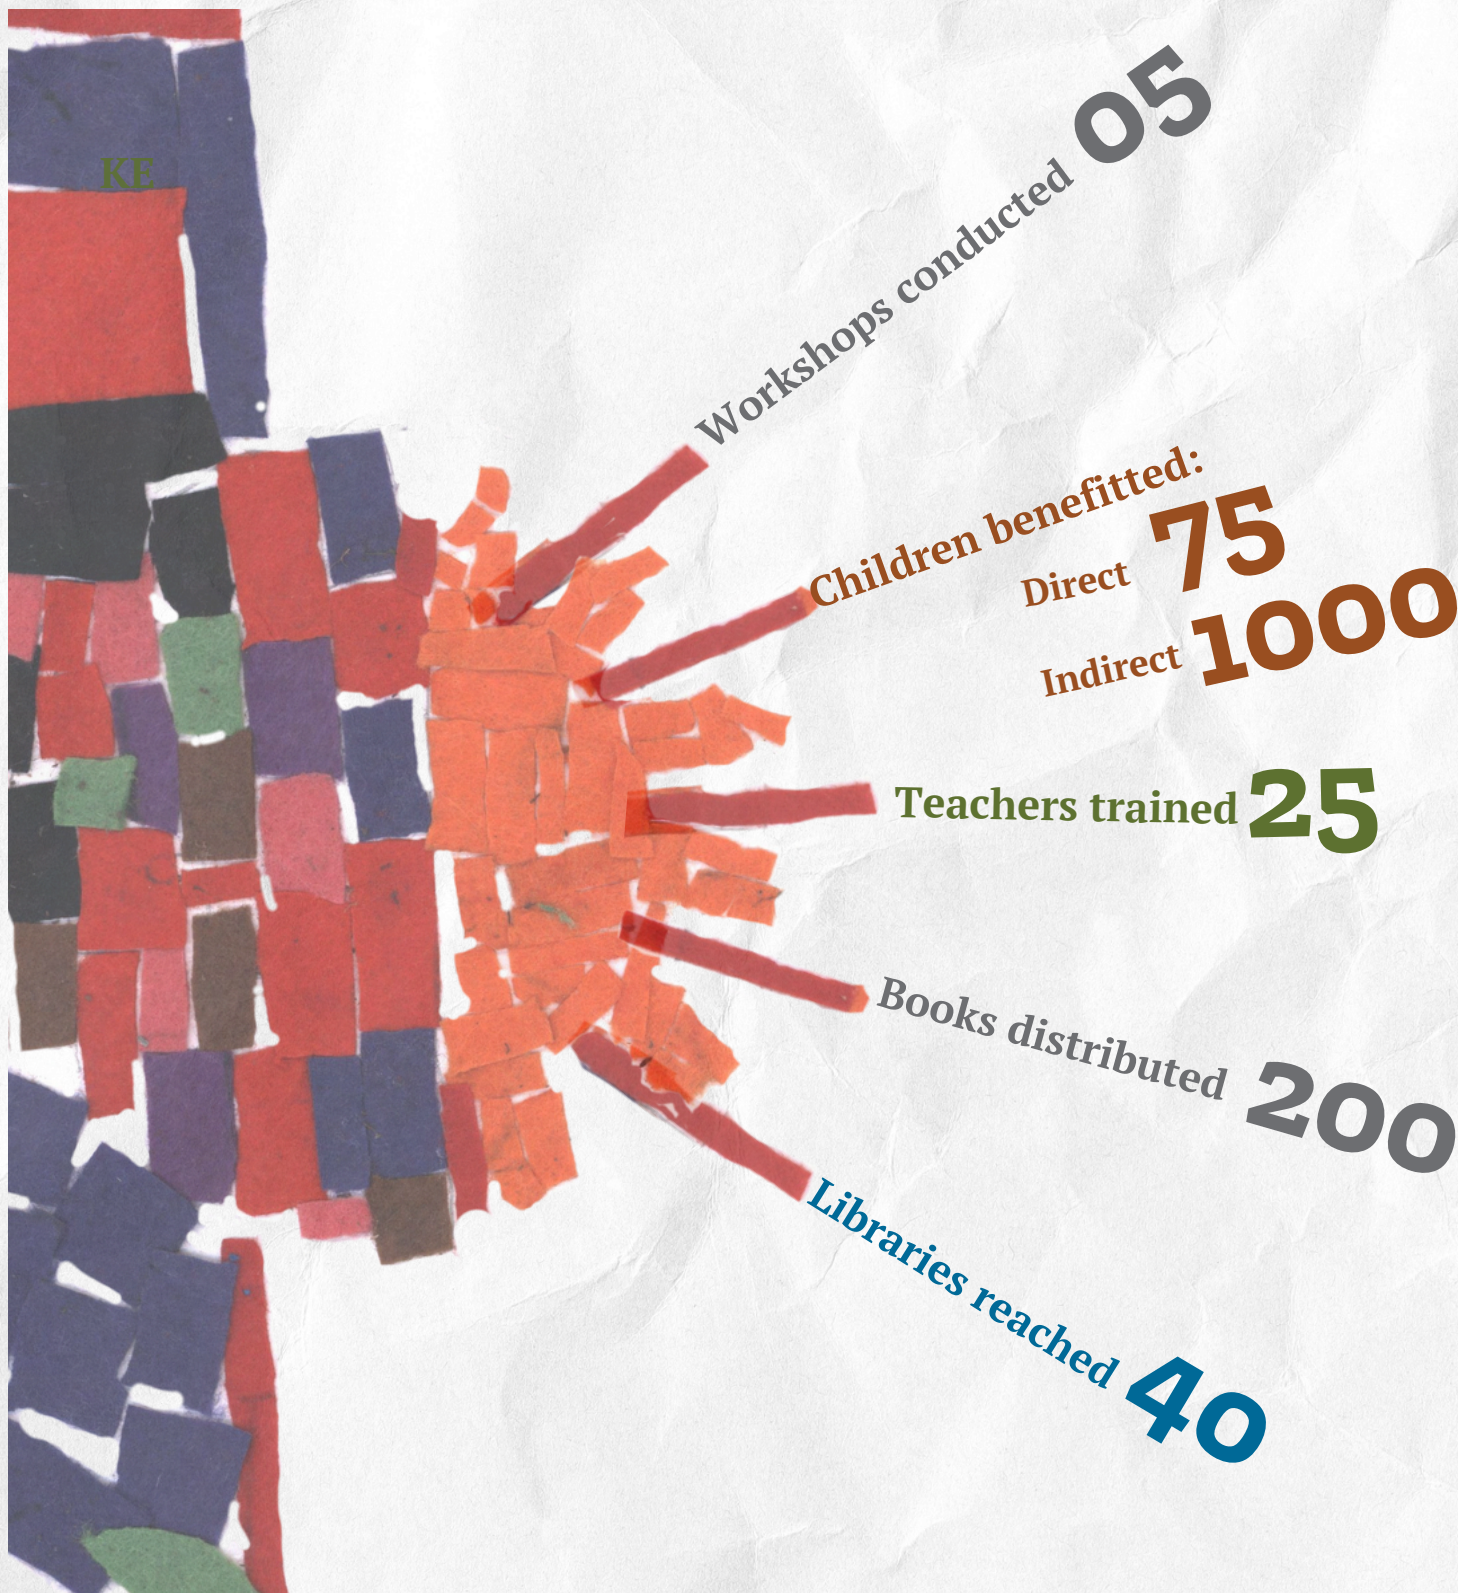 KE
Workshops conducted 05
Children benefitted:
Direct 75
Indirect 1000
Teachers trained 25
Books distributed 200
Libraries reached 40